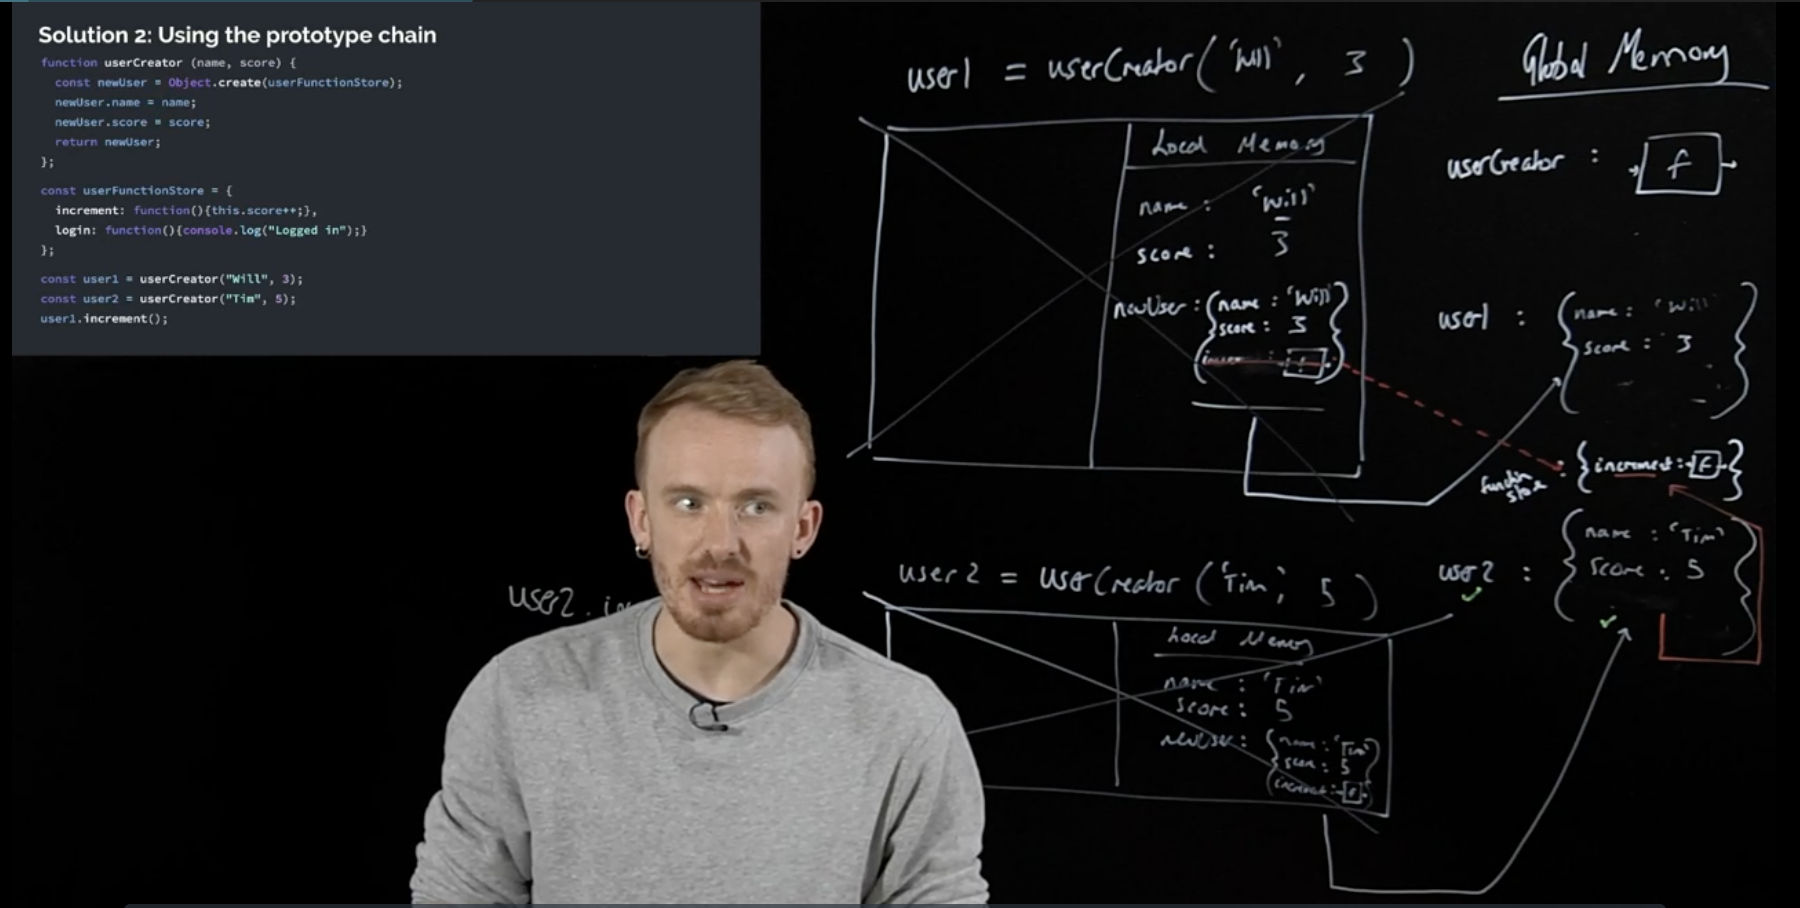 Solution 2: Using the prototype chain
function userCreator (name, score) {
const newUser = Object.create(userFunctionStore);
newUser.name = name;
newUser.score = score;
return newUser;
};
const userFunctionStore = {
increment: function(){this.score++;},
login: function(){console.log("Logged in");}
};
const user1 = userCreator("Will", 3);
const user2 = userCreator("Tim", 5);
user1.increment();
user1 = userCreator('Will', 3)
Local Memory
name : 'Will'
score : 3
newUser : {name : 'Will'
score : 3
Global Memory
userCreator : f
user1 : {name : 'Will'
score : 3 }
function store : {increment: f}
user2 : {name : 'Tim'
score : 5 }
user2.in
user2 = userCreator('Tim', 5)
Local Memory
name : 'Tim'
score : 5
newUser : {name : 'Tim'
score : 5
increment : f}